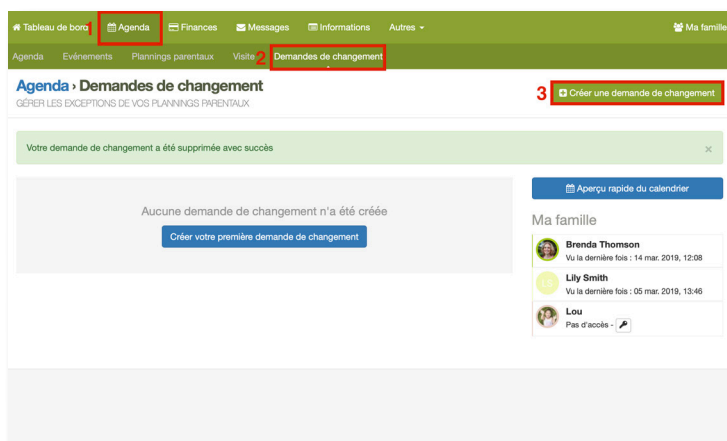 Tableau de bord 1 Agenda Finances Messages Informations Autres Ma famille
Agenda Evénements Plannings parentaux Visite 2 Demandes de changement
Agenda › Demandes de changement
GÉRER LES EXCEPTIONS DE VOS PLANNINGS PARENTAUX
3 Créer une demande de changement
Votre demande de changement a été supprimée avec succès ×
Aucune demande de changement n'a été créée
Créer votre première demande de changement
Aperçu rapide du calendrier
Ma famille
Brenda Thomson
Vu la dernière fois : 14 mar. 2019, 12:08
Lily Smith
Vu la dernière fois : 05 mar. 2019, 13:46
Lou
Pas d'accès -